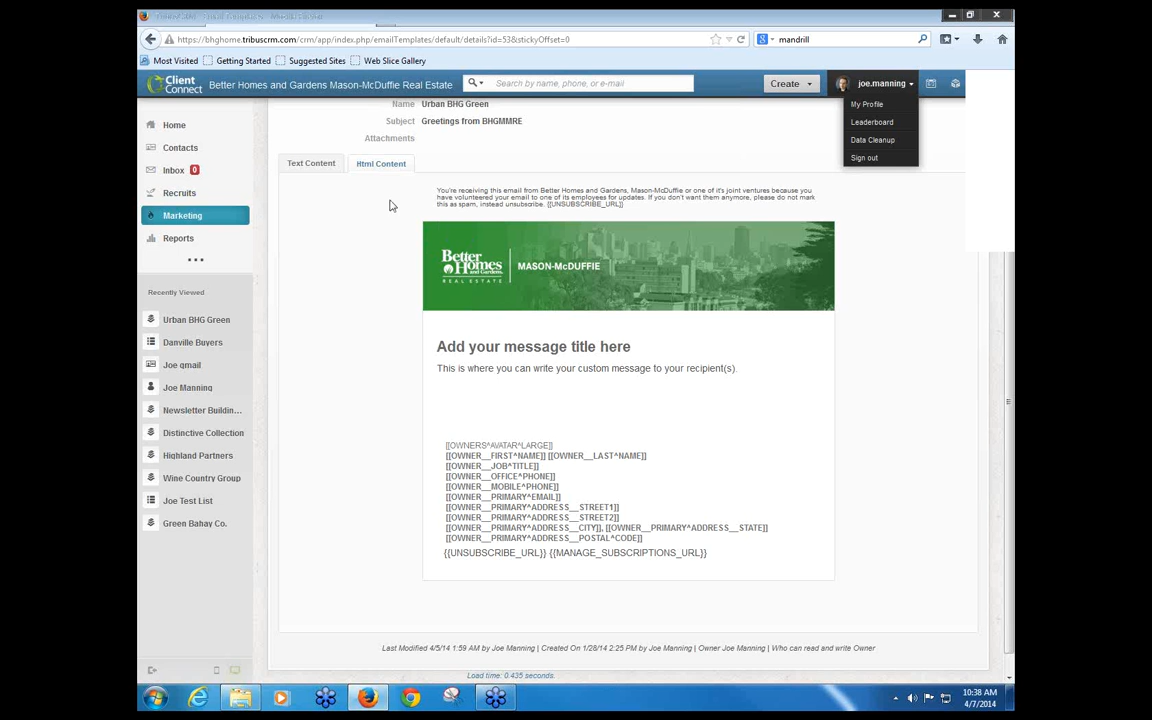 https://bhghome.tribuscrm.com/crm/app/index.php/emailTemplates/default/details?id=53&stickyOffset=0
mandrill
Most Visited
Getting Started
Suggested Sites
Web Slice Gallery
Client Connect
Better Homes and Gardens Mason-McDuffie Real Estate
Search by name, phone, or e-mail
Create
joe.manning
My Profile
Leaderboard
Data Cleanup
Sign out
Home
Contacts
Inbox 0
Recruits
Marketing
Reports
Recently Viewed
Urban BHG Green
Danville Buyers
Joe gmail
Joe Manning
Newsletter Buildin...
Distinctive Collection
Highland Partners
Wine Country Group
Joe Test List
Green Bahay Co.
Name Urban BHG Green
Subject Greetings from BHGMMRE
Attachments
Text Content
Html Content
You're receiving this email from Better Homes and Gardens, Mason-McDuffie or one of it's joint ventures because you
have volunteered your email to one of its employees for updates. If you don't want them anymore, please do not mark
this as spam, instead unsubscribe. {{UNSUBSCRIBE_URL}}
Better Homes and Gardens REAL ESTATE
MASON-McDUFFIE
Add your message title here
This is where you can write your custom message to your recipient(s).
[[OWNERS^AVATAR^LARGE]]
[[OWNER__FIRST^NAME]] [[OWNER__LAST^NAME]]
[[OWNER__JOB^TITLE]]
[[OWNER__OFFICE^PHONE]]
[[OWNER__MOBILE^PHONE]]
[[OWNER__PRIMARY^EMAIL]]
[[OWNER__PRIMARY^ADDRESS__STREET1]]
[[OWNER__PRIMARY^ADDRESS__STREET2]]
[[OWNER__PRIMARY^ADDRESS__CITY]], [[OWNER__PRIMARY^ADDRESS__STATE]]
[[OWNER__PRIMARY^ADDRESS__POSTAL^CODE]]
{{UNSUBSCRIBE_URL}} {{MANAGE_SUBSCRIPTIONS_URL}}
Last Modified 4/5/14 1:59 AM by Joe Manning | Created On 1/28/14 2:25 PM by Joe Manning | Owner Joe Manning | Who can read and write Owner
Load time: 0.435 seconds.
10:38 AM
4/7/2014